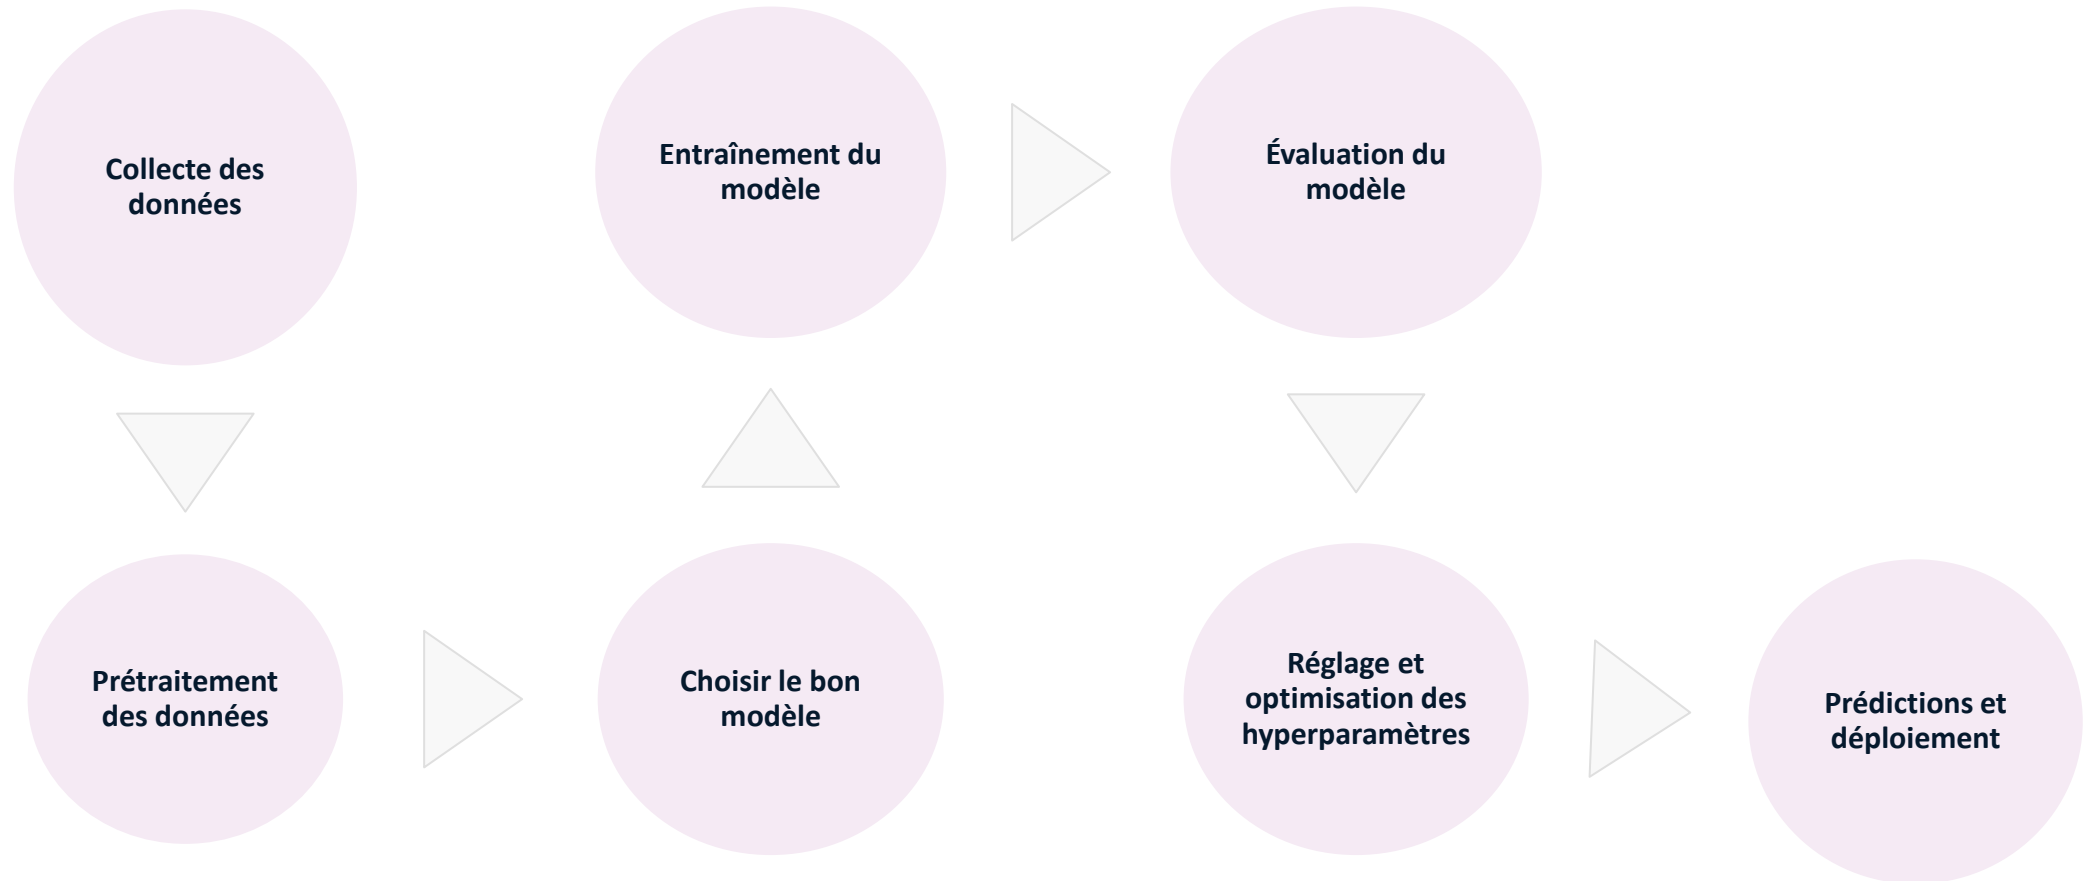 Collecte des
données
Prétraitement
des données
Choisir le bon
modèle
Entraînement du
modèle
Évaluation du
modèle
Réglage et
optimisation des
hyperparamètres
Prédictions et
déploiement